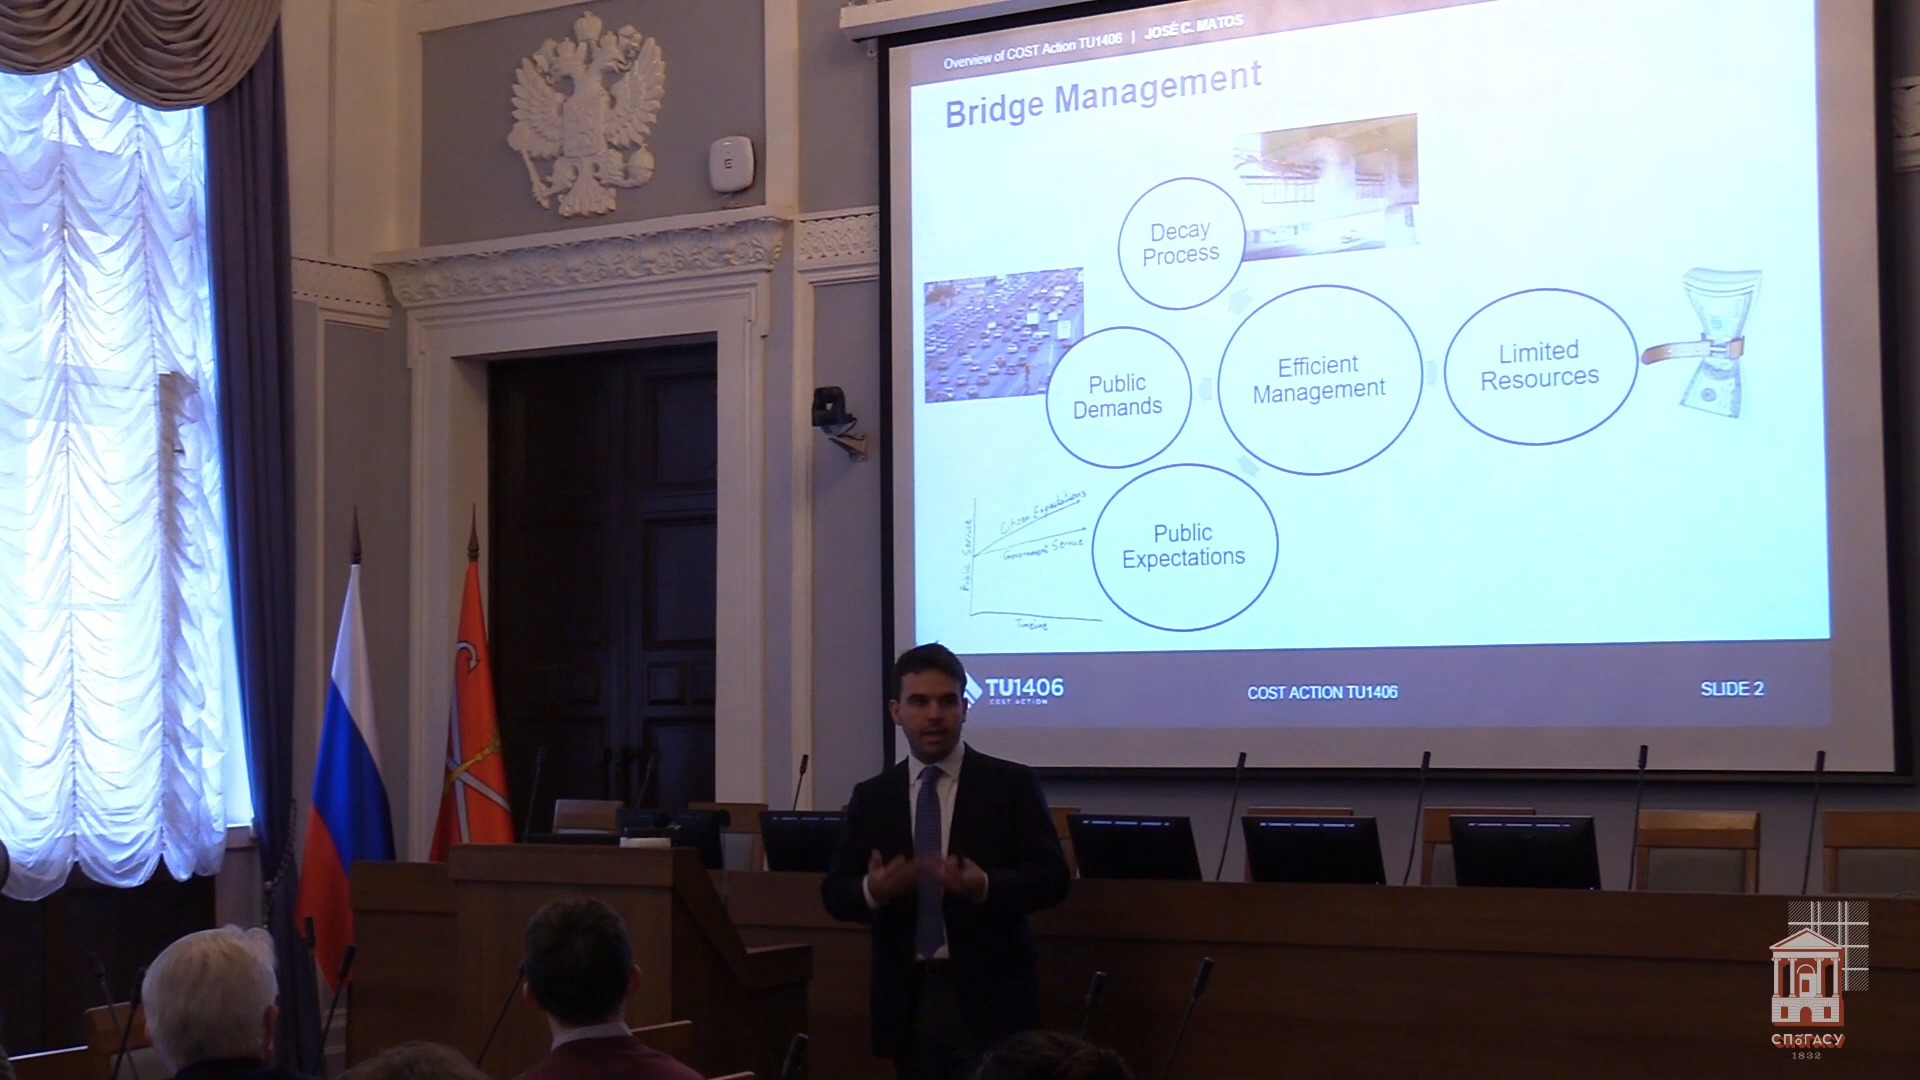 Overview of COST Action TU1406 | JOSÉ C. MATOS
Bridge Management
Decay
Process
Public
Demands
Efficient
Management
Limited
Resources
Public
Expectations
Citizen Expectations
Government Service
Public Service
Timeline
TU1406
COST ACTION
COST ACTION TU1406
SLIDE 2
СПбГАСУ
1832